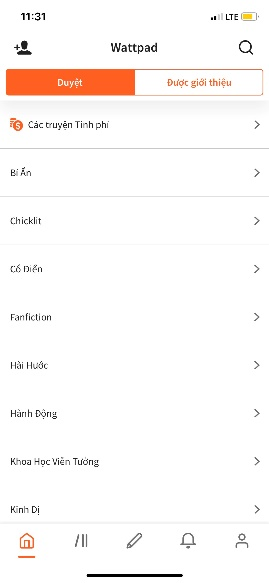 11:31
LTE
Wattpad
Duyệt
Được giới thiệu
Các truyện Tính phí
Bí Ẩn
Chicklit
Cổ Điển
Fanfiction
Hài Hước
Hành Động
Khoa Học Viễn Tưởng
Kinh Dị